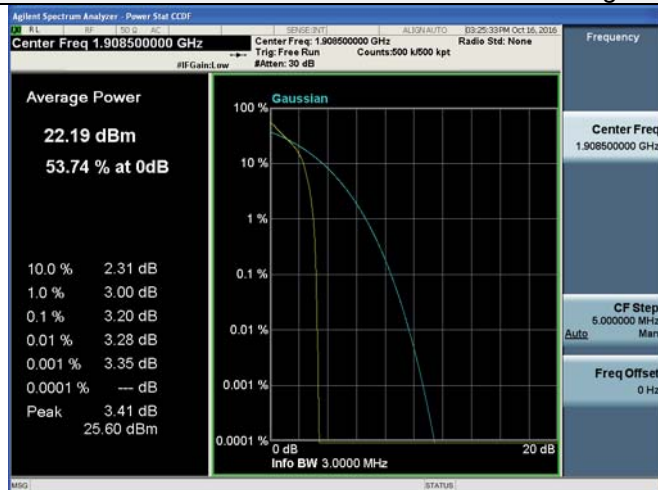 Agilent Spectrum Analyzer - Power Stat CCDF
RL RF 50 Ω AC SENSE:INT ALIGN AUTO 03:25:33PM Oct 16, 2016
Center Freq 1.908500000 GHz
Center Freq: 1.908500000 GHz Radio Std: None
Trig: Free Run Counts:500 k/500 kpt
#IFGain:Low #Atten: 30 dB
Frequency
Average Power
22.19 dBm
53.74 % at 0dB
10.0 % 2.31 dB
1.0 % 3.00 dB
0.1 % 3.20 dB
0.01 % 3.28 dB
0.001 % 3.35 dB
0.0001 % --- dB
Peak 3.41 dB
25.60 dBm
Gaussian
100 %
10 %
1 %
0.1 %
0.01 %
0.001 %
0.0001 %
0 dB 20 dB
Info BW 3.0000 MHz
Center Freq
1.908500000 GHz
CF Step
5.000000 MHz
Auto Man
Freq Offset
0 Hz
MSG STATUS